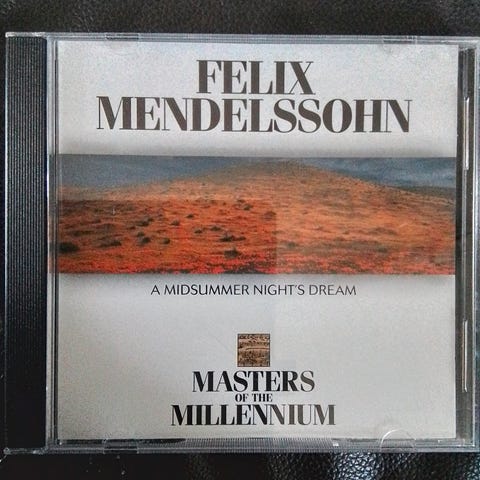 FELIX
MENDELSSOHN
A MIDSUMMER NIGHT'S DREAM
MASTERS
OF THE
MILLENNIUM